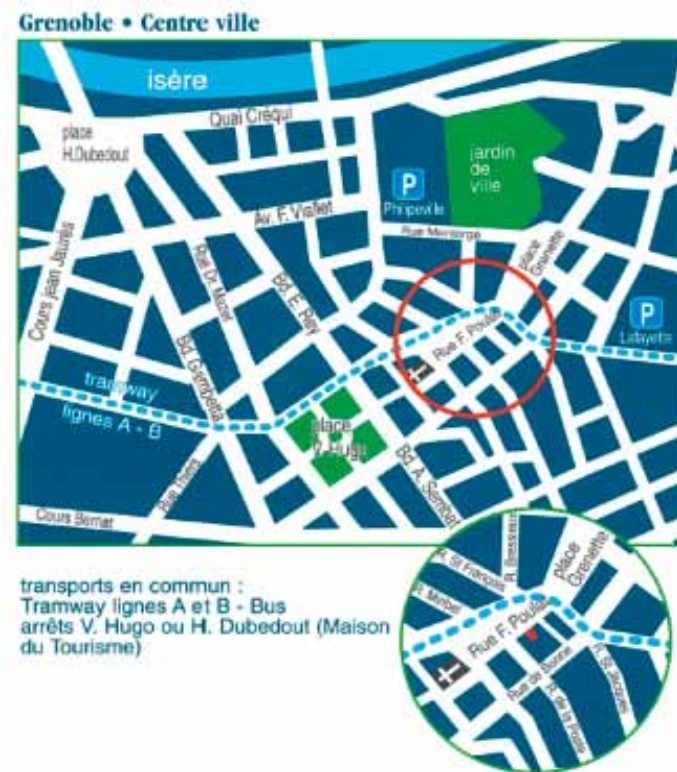 Grenoble • Centre ville
isère
Quai Créqui
place
H.Dubedout
jardin
de
ville
P
Philipeville
Av. F. Viallet
Rue Montorge
place Grenette
Cours Jean Jaurès
Rue Dr. Mazet
Bd. E. Rey
P
Lafayette
Rue F. Poulat
Bd. Gambetta
tramway
lignes A - B
place
V. Hugo
Bd. A. Sembat
Rue Thiers
Cours Berriat
transports en commun :
Tramway lignes A et B - Bus
arrêts V. Hugo ou H. Dubedout (Maison
du Tourisme)
R. Bressieux
R. St François
place
Grenette
R. Mirbel
Rue F. Poulat
Rue de Bonne
R. St Jacques
R. de la Poste